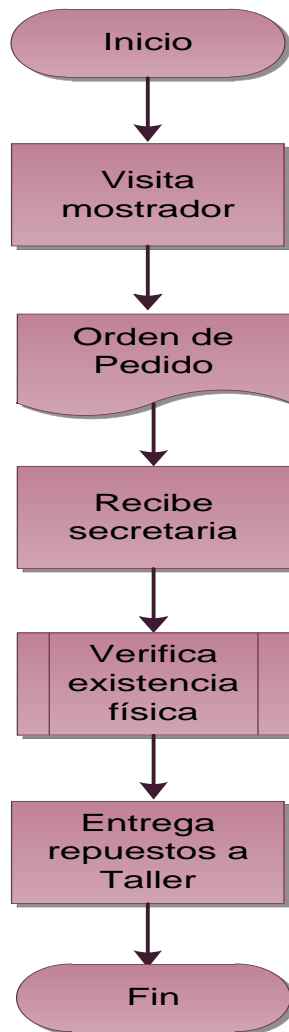 Inicio
Visita
mostrador
Orden de
Pedido
Recibe
secretaria
Verifica
existencia
física
Entrega
repuestos a
Taller
Fin